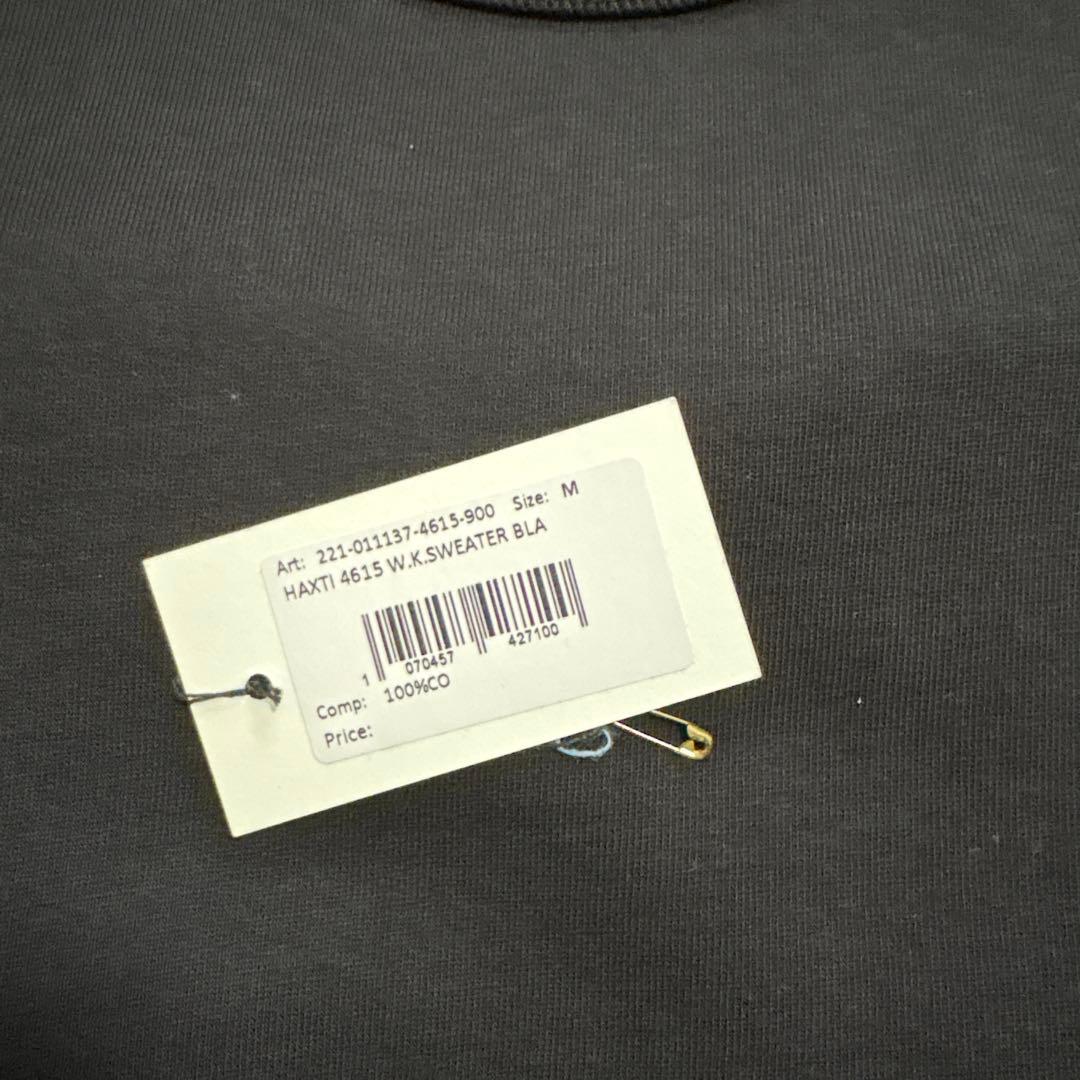 Art: 221-011137-4615-900 Size: M
HAXTI 4615 W.K.SWEATER BLA
1 070457 427100
Comp: 100%CO
Price: